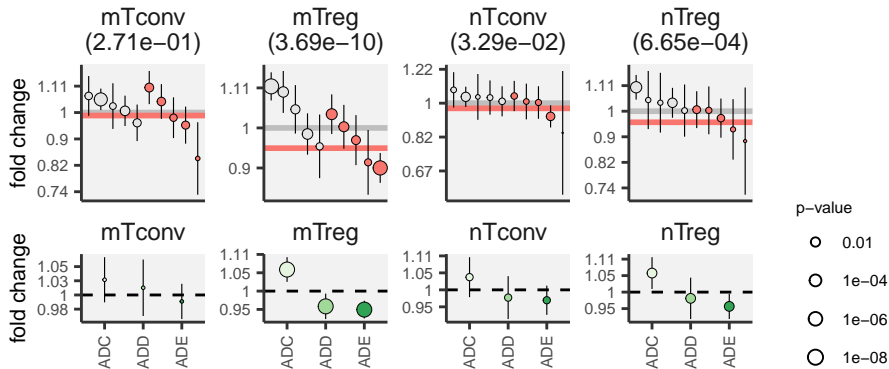 mTconv
(2.71e−01)
mTreg
(3.69e−10)
nTconv
(3.29e−02)
nTreg
(6.65e−04)
fold change
1.11
1
0.9
0.82
0.74
1.11
1
0.9
1.22
1
0.82
0.67
1.11
1
0.9
0.82
0.74
mTconv
mTreg
nTconv
nTreg
fold change
1.05
1.03
1
0.98
1.11
1.05
1
0.95
1.11
1.05
1
0.95
1.11
1.05
1
0.95
ADC
ADD
ADE
ADC
ADD
ADE
ADC
ADD
ADE
ADC
ADD
ADE
p−value
0.01
1e−04
1e−06
1e−08